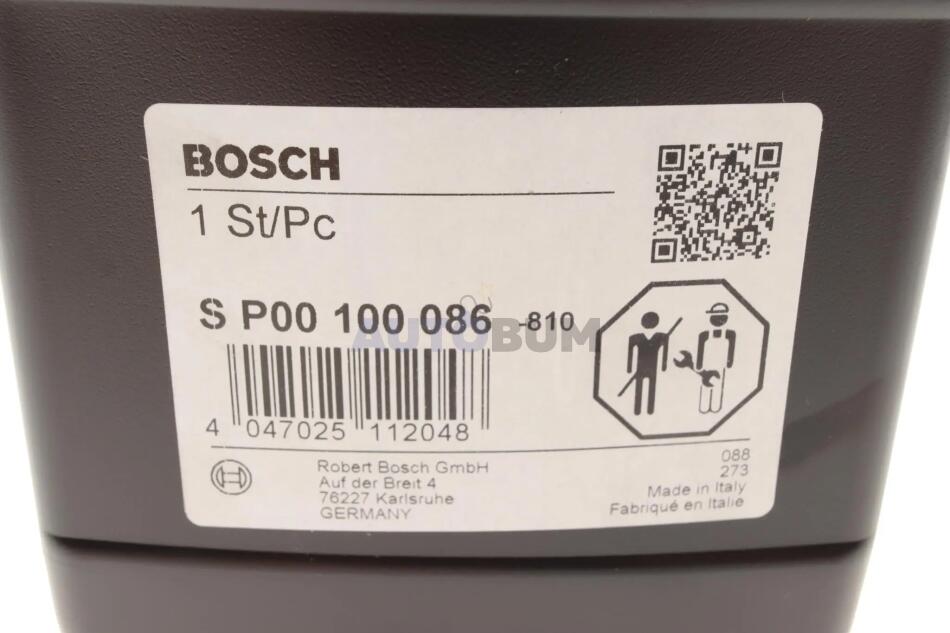 BOSCH
1 St/Pc
S P00 100 086 -810
AUTOBUM
4 047025 112048
088
273
Robert Bosch GmbH
Auf der Breit 4
76227 Karlsruhe
GERMANY
Made in Italy
Fabriqué en Italie